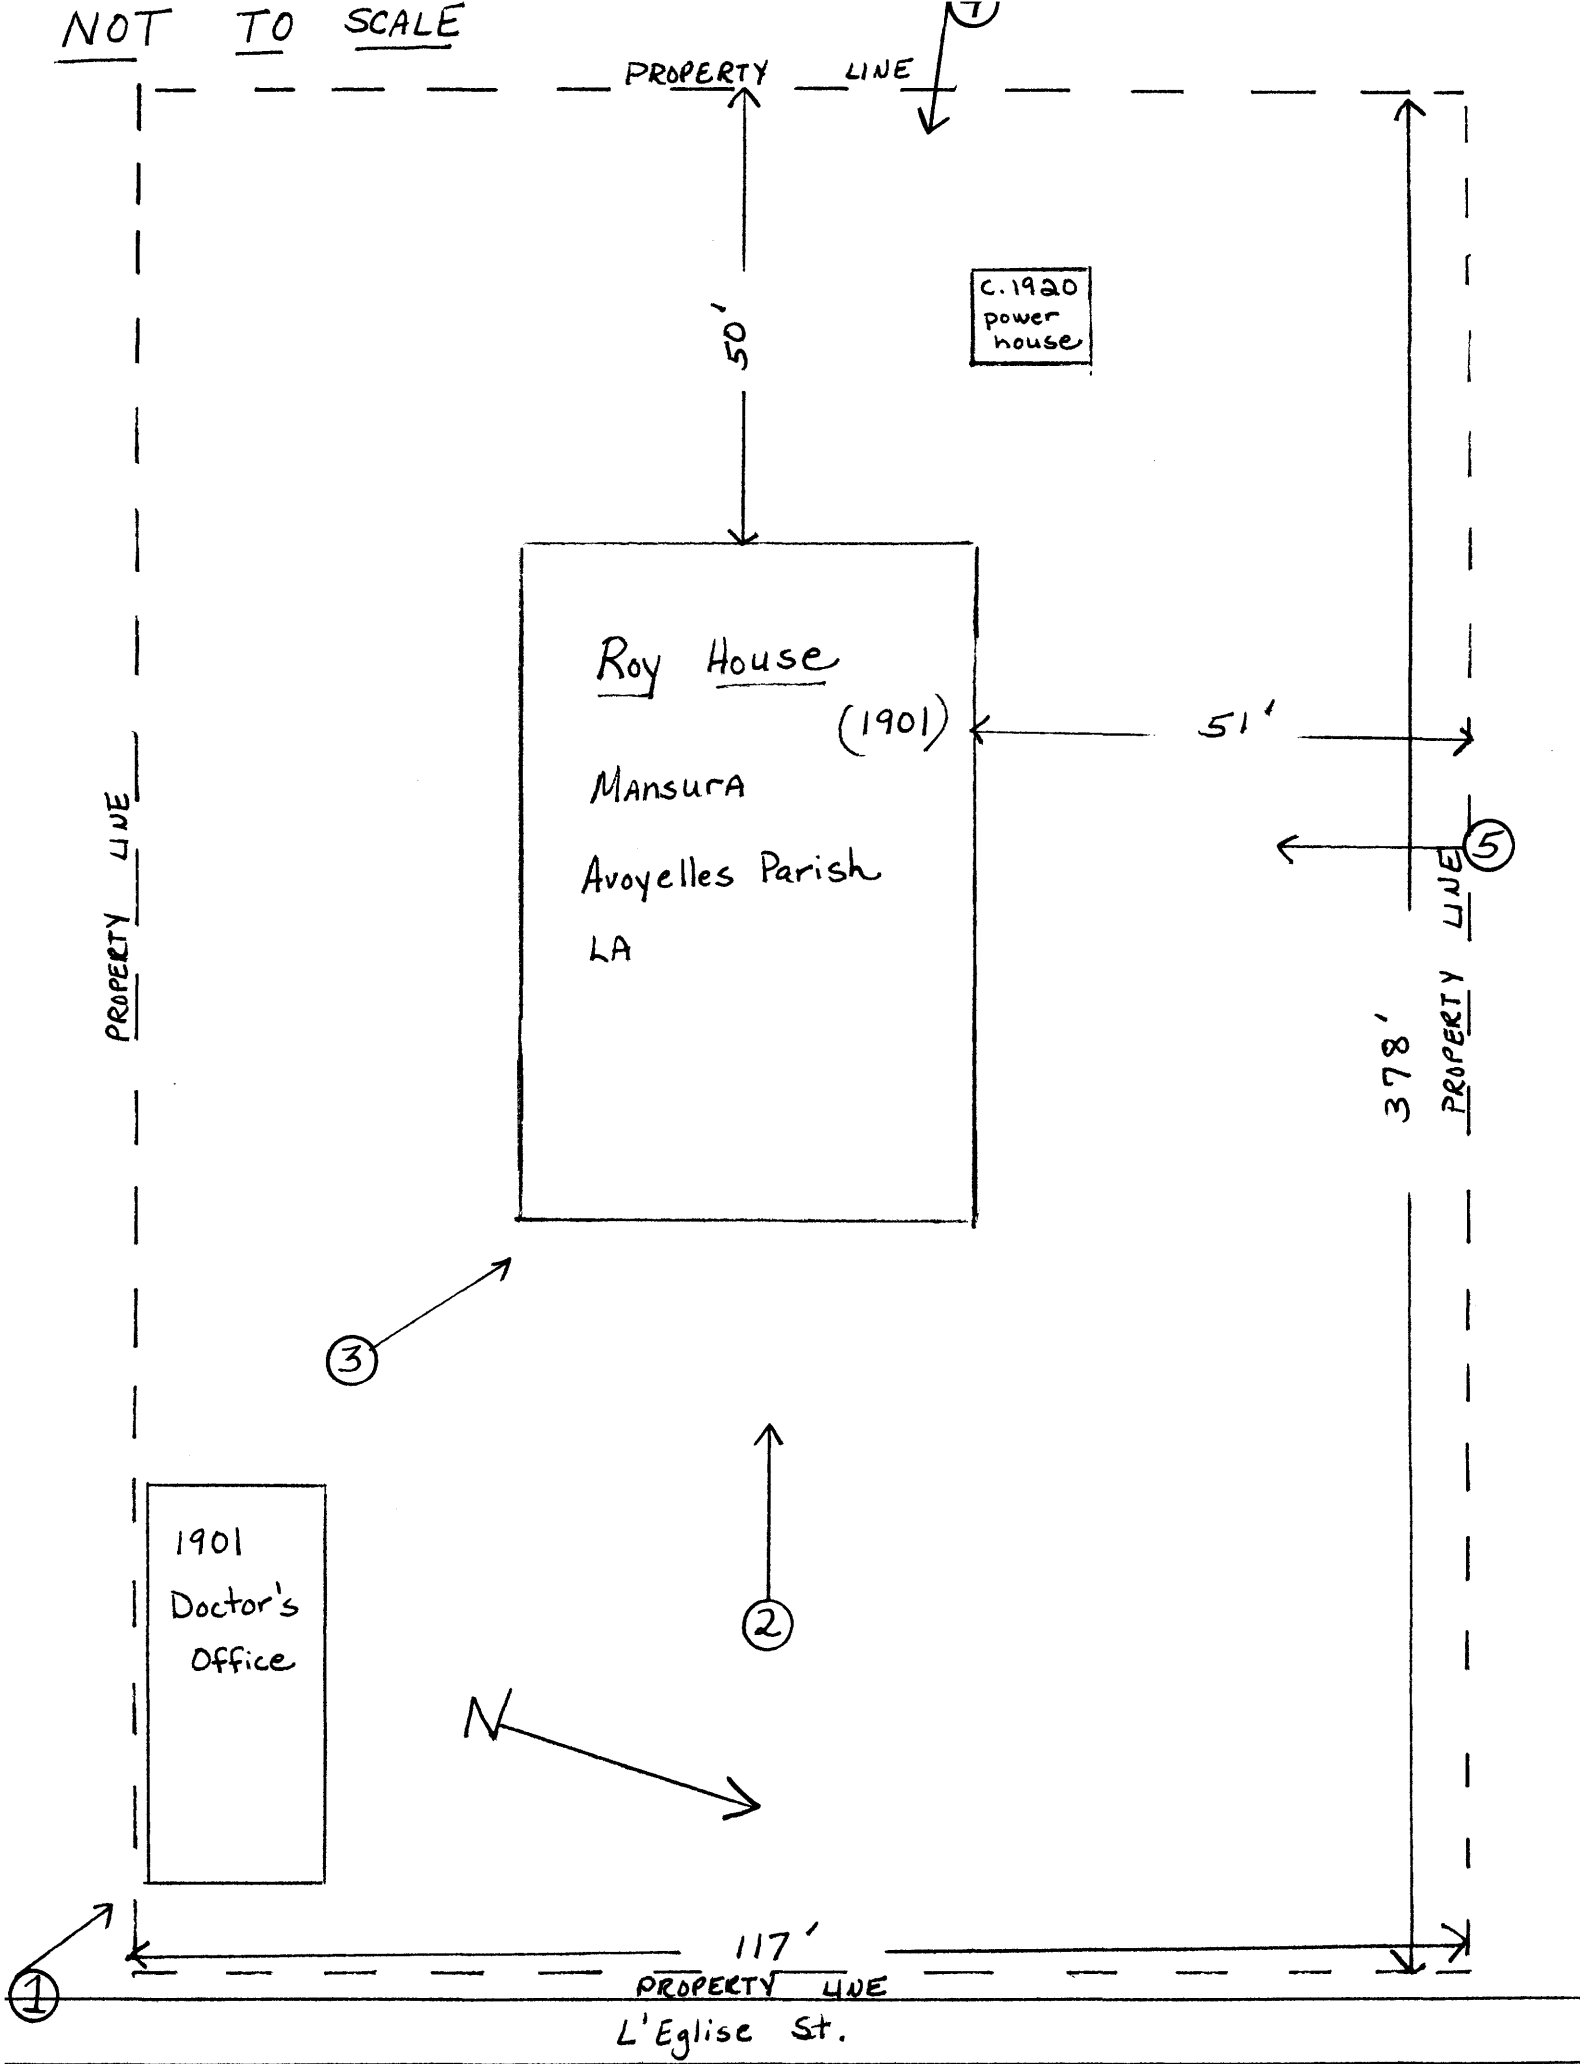 NOT TO SCALE
PROPERTY LINE
C.1920
power
house
50'
Roy House
(1901)
51'
Mansura
Avoyelles Parish
LA
5
PROPERTY LINE
PROPERTY LINE
378'
3
1901
Doctor's
Office
2
N
117'
1
PROPERTY LINE
L'Eglise St.